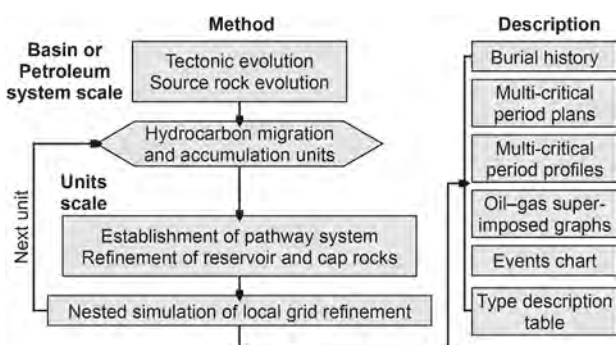 Method
Description
Basin or
Petroleum
system scale
Tectonic evolution
Source rock evolution
Hydrocarbon migration
and accumulation units
Units
scale
Establishment of pathway system
Refinement of reservoir and cap rocks
Next unit
Nested simulation of local grid refinement
Burial history
Multi-critical
period plans
Multi-critical
period profiles
Oil–gas super-
imposed graphs
Events chart
Type description
table